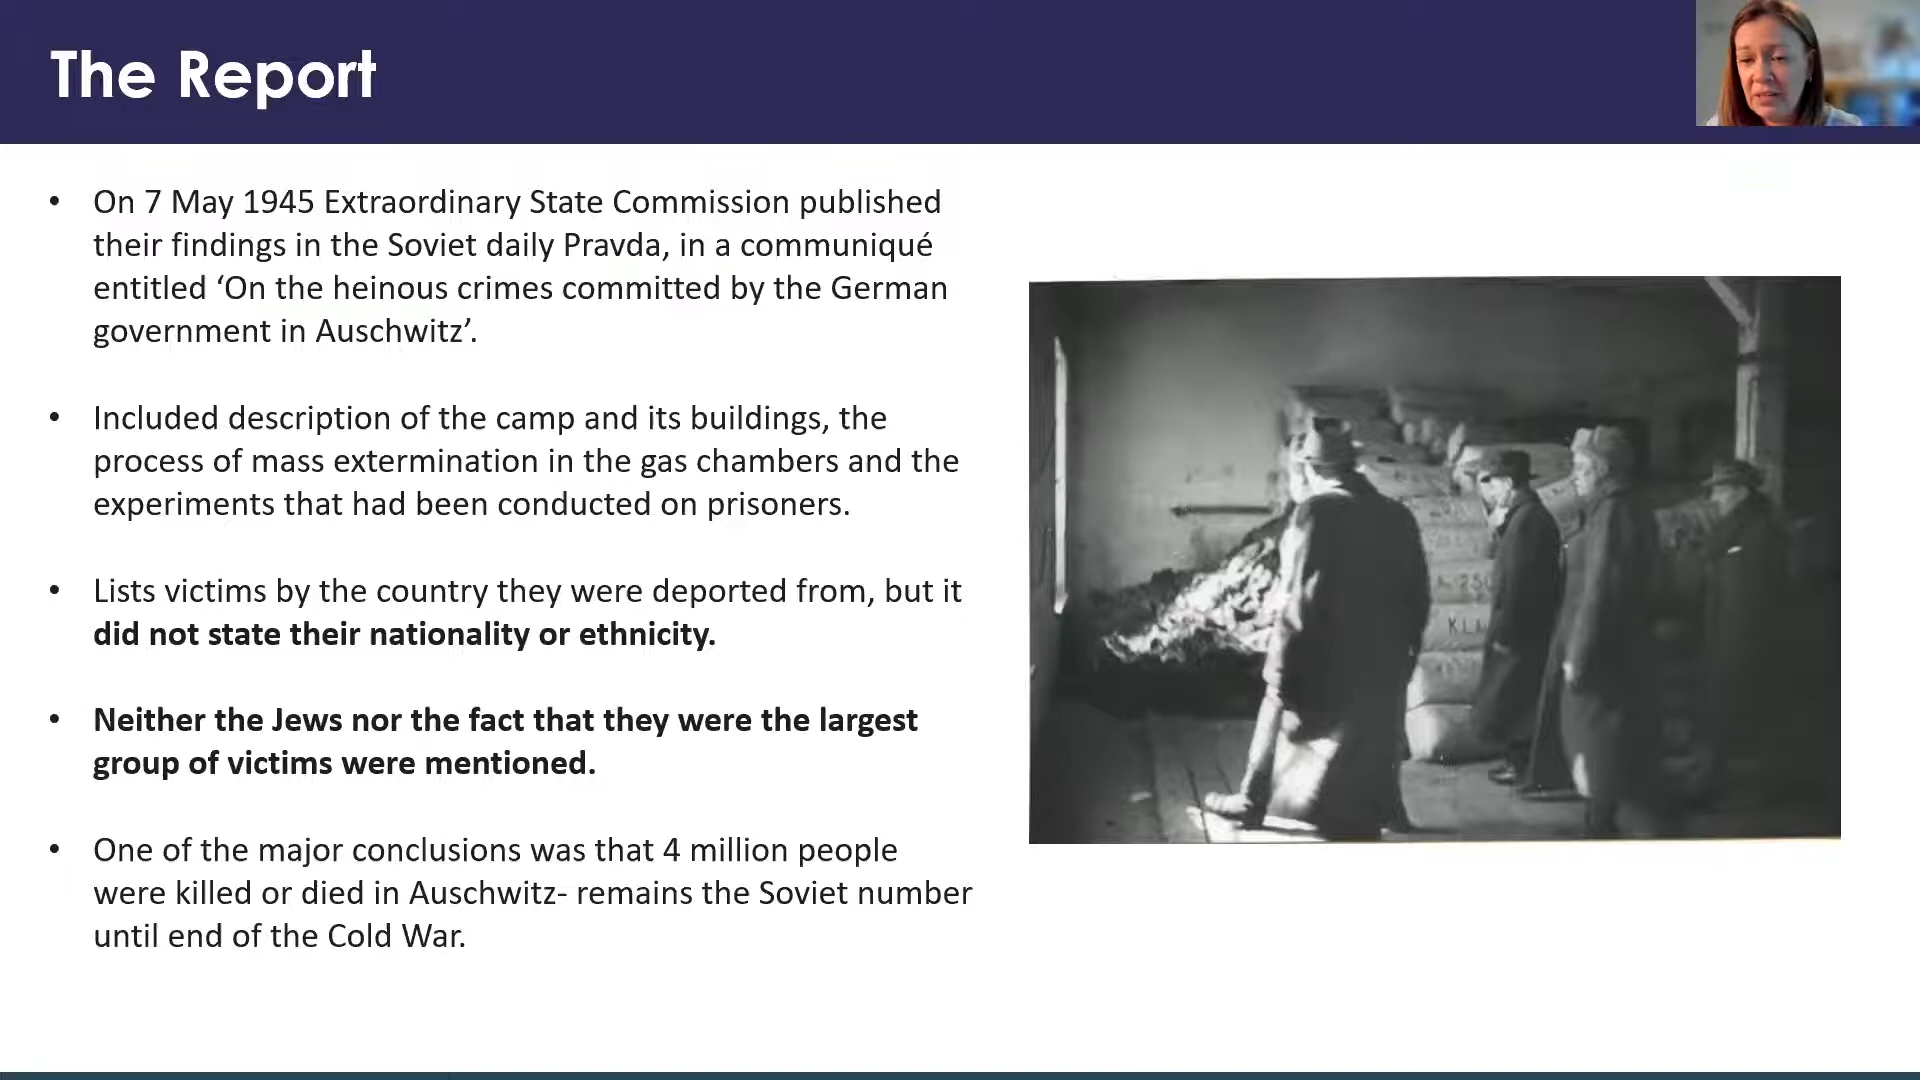 The Report
• On 7 May 1945 Extraordinary State Commission published
their findings in the Soviet daily Pravda, in a communiqué
entitled ‘On the heinous crimes committed by the German
government in Auschwitz’.
• Included description of the camp and its buildings, the
process of mass extermination in the gas chambers and the
experiments that had been conducted on prisoners.
• Lists victims by the country they were deported from, but it
did not state their nationality or ethnicity.
• Neither the Jews nor the fact that they were the largest
group of victims were mentioned.
• One of the major conclusions was that 4 million people
were killed or died in Auschwitz- remains the Soviet number
until end of the Cold War.